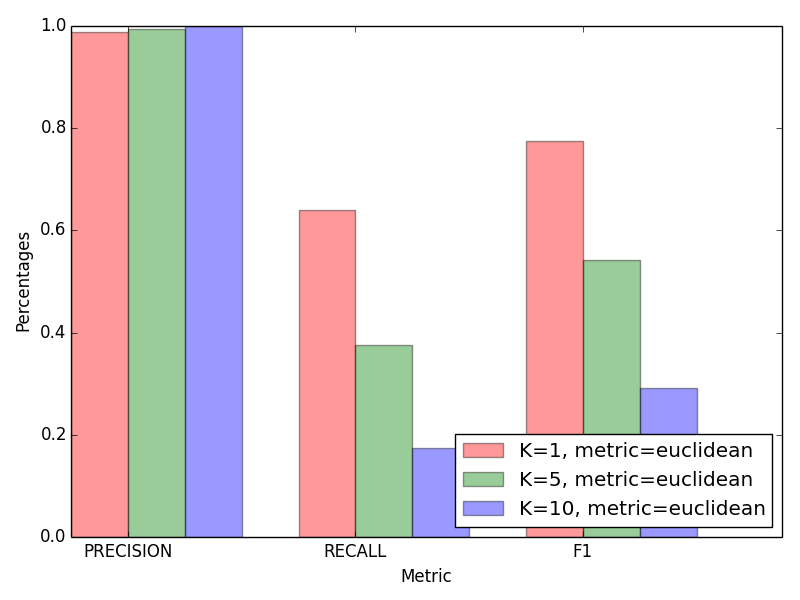 1.0
0.8
0.6
0.4
0.2
0.0
Percentages
K=1, metric=euclidean
K=5, metric=euclidean
K=10, metric=euclidean
PRECISION RECALL F1
Metric